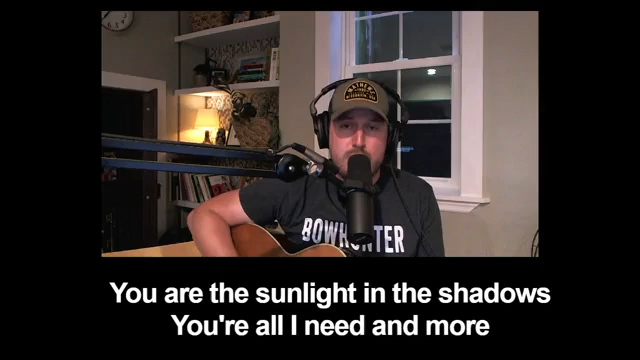 BOWHUNTER
You are the sunlight in the shadows
You're all I need and more